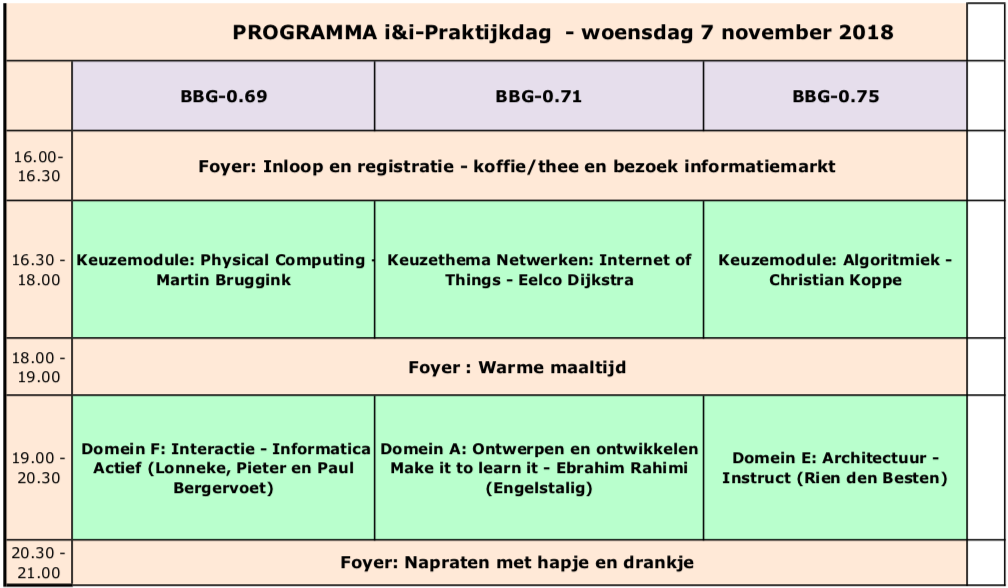 PROGRAMMA i&i-Praktijkdag - woensdag 7 november 2018
BBG-0.69
BBG-0.71
BBG-0.75
16.00-
16.30
Foyer: Inloop en registratie - koffie/thee en bezoek informatiemarkt
16.30 -
18.00
Keuzemodule: Physical Computing -
Martin Bruggink
Keuzethema Netwerken: Internet of
Things - Eelco Dijkstra
Keuzemodule: Algoritmiek -
Christian Koppe
18.00 -
19.00
Foyer : Warme maaltijd
19.00 -
20.30
Domein F: Interactie - Informatica
Actief (Lonneke, Pieter en Paul
Bergervoet)
Domein A: Ontwerpen en ontwikkelen
Make it to learn it - Ebrahim Rahimi
(Engelstalig)
Domein E: Architectuur -
Instruct (Rien den Besten)
20.30 -
21.00
Foyer: Napraten met hapje en drankje